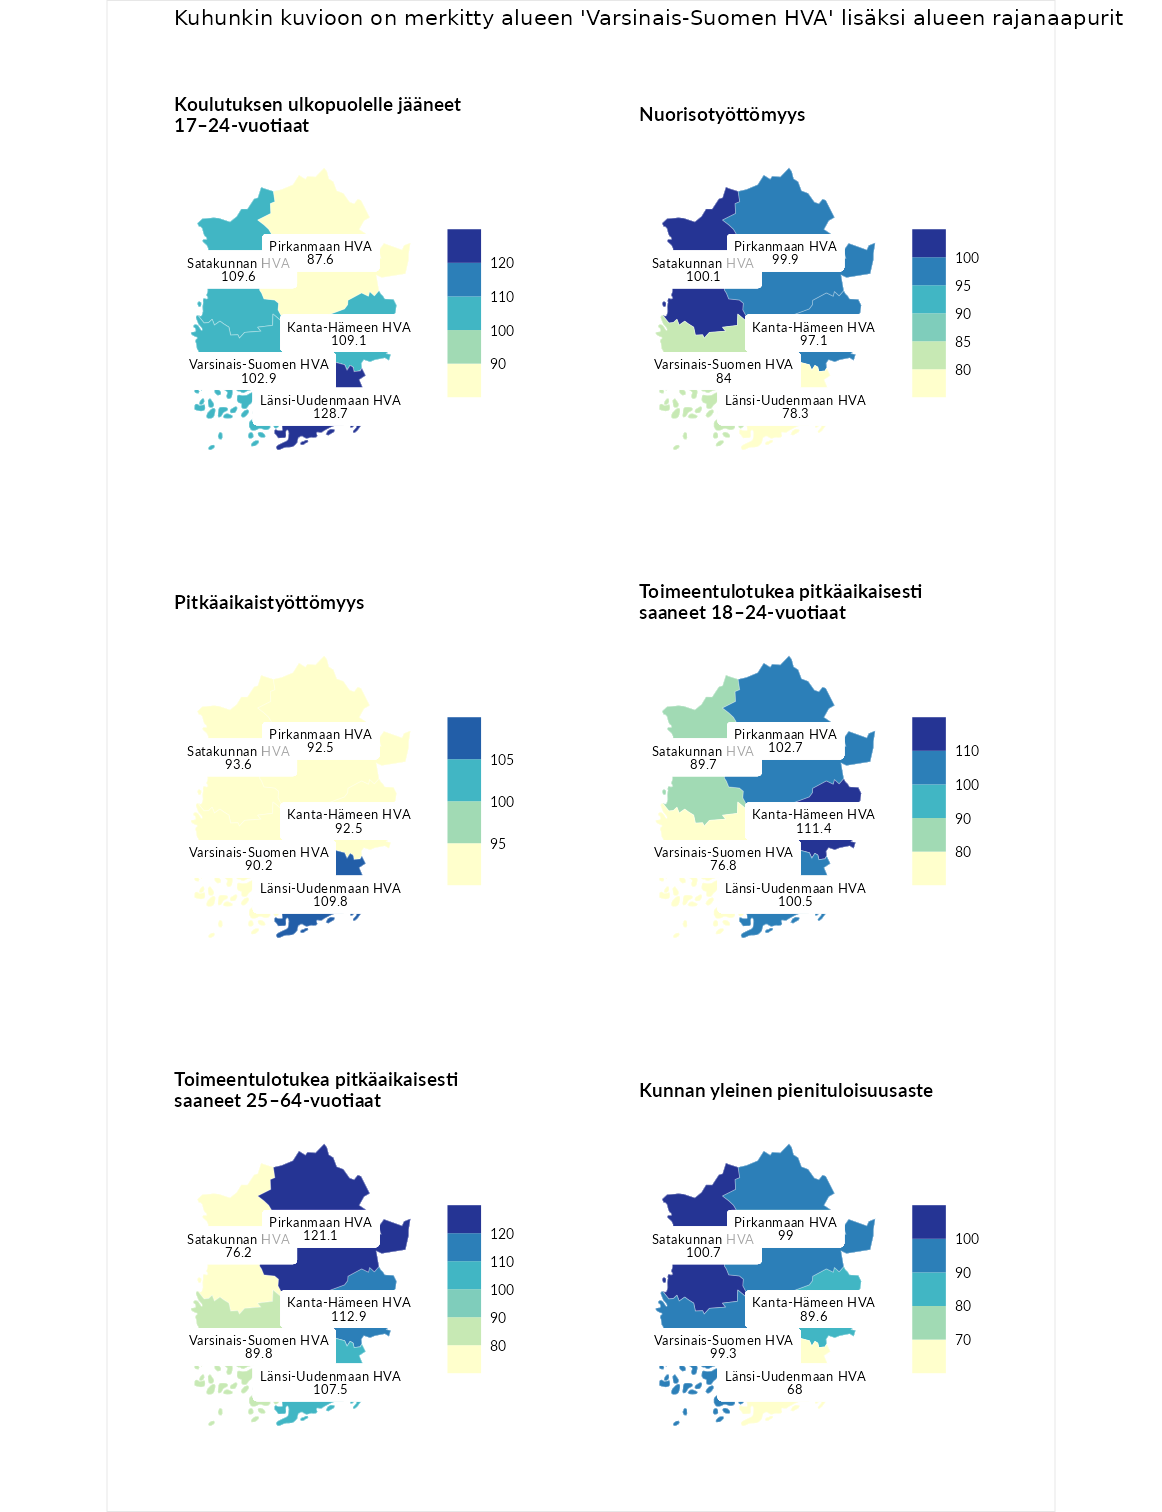 Kuhunkin kuvioon on merkitty alueen 'Varsinais-Suomen HVA' lisäksi alueen rajanaapurit
Koulutuksen ulkopuolelle jääneet
17–24-vuotiaat
Pirkanmaan HVA
87.6
Satakunnan HVA
109.6
Kanta-Hämeen HVA
109.1
Varsinais-Suomen HVA
102.9
Länsi-Uudenmaan HVA
128.7
120
110
100
90
Nuorisotyöttömyys
Pirkanmaan HVA
99.9
Satakunnan HVA
100.1
Kanta-Hämeen HVA
97.1
Varsinais-Suomen HVA
84
Länsi-Uudenmaan HVA
78.3
100
95
90
85
80
Pitkäaikaistyöttömyys
Pirkanmaan HVA
92.5
Satakunnan HVA
93.6
Kanta-Hämeen HVA
92.5
Varsinais-Suomen HVA
90.2
Länsi-Uudenmaan HVA
109.8
105
100
95
Toimeentulotukea pitkäaikaisesti
saaneet 18–24-vuotiaat
Pirkanmaan HVA
102.7
Satakunnan HVA
89.7
Kanta-Hämeen HVA
111.4
Varsinais-Suomen HVA
76.8
Länsi-Uudenmaan HVA
100.5
110
100
90
80
Toimeentulotukea pitkäaikaisesti
saaneet 25–64-vuotiaat
Pirkanmaan HVA
121.1
Satakunnan HVA
76.2
Kanta-Hämeen HVA
112.9
Varsinais-Suomen HVA
89.8
Länsi-Uudenmaan HVA
107.5
120
110
100
90
80
Kunnan yleinen pienituloisuusaste
Pirkanmaan HVA
99
Satakunnan HVA
100.7
Kanta-Hämeen HVA
89.6
Varsinais-Suomen HVA
99.3
Länsi-Uudenmaan HVA
68
100
90
80
70